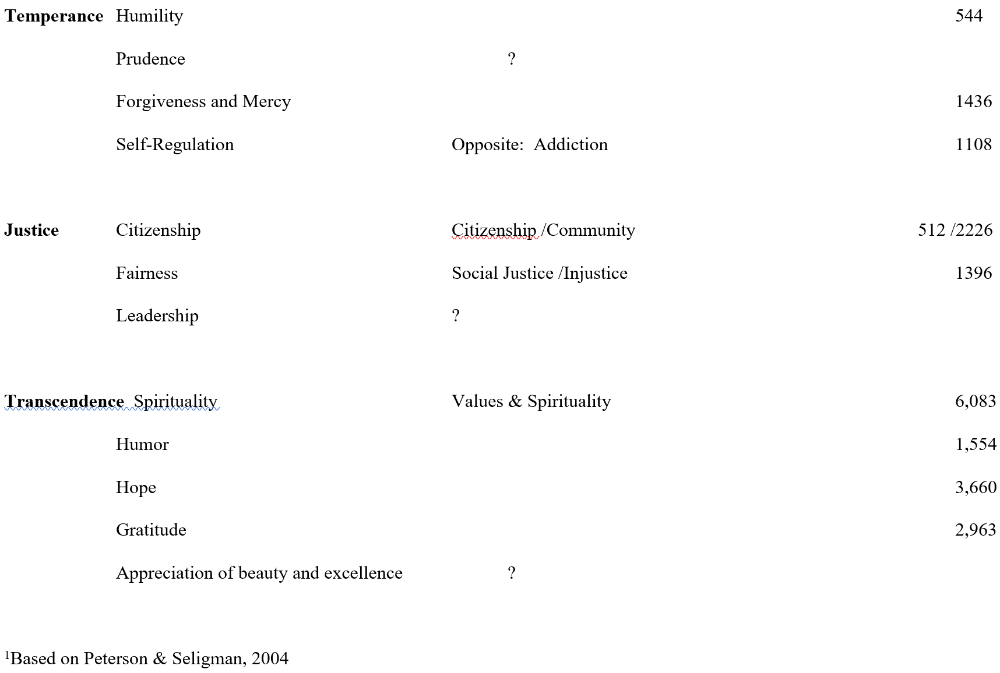 Temperance Humility 544
Prudence ?
Forgiveness and Mercy 1436
Self-Regulation Opposite: Addiction 1108
Justice Citizenship Citizenship /Community 512 /2226
Fairness Social Justice /Injustice 1396
Leadership ?
Transcendence Spirituality Values & Spirituality 6,083
Humor 1,554
Hope 3,660
Gratitude 2,963
Appreciation of beauty and excellence ?
1Based on Peterson & Seligman, 2004